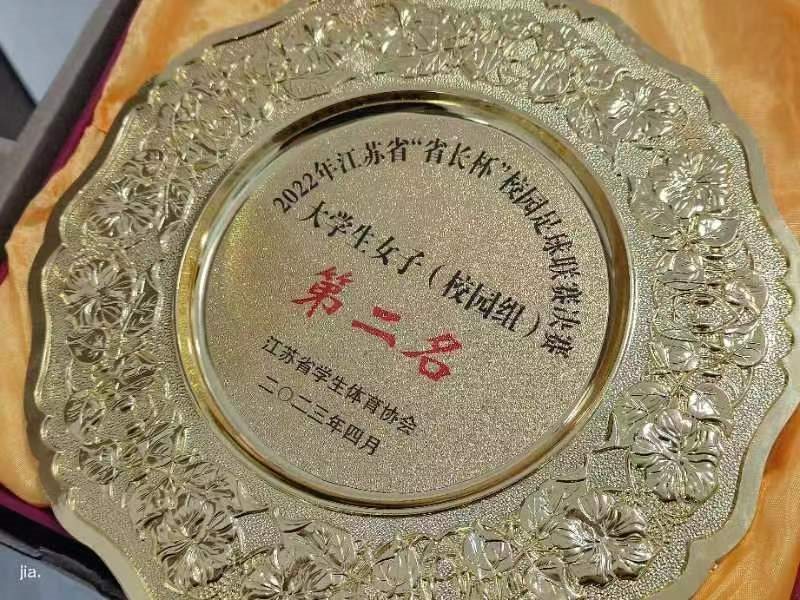 2022年江苏省“省长杯”校园足球联赛决赛
大学生女子（校园组）
第二名
江苏省学生体育协会
二〇二三年四月
jia.